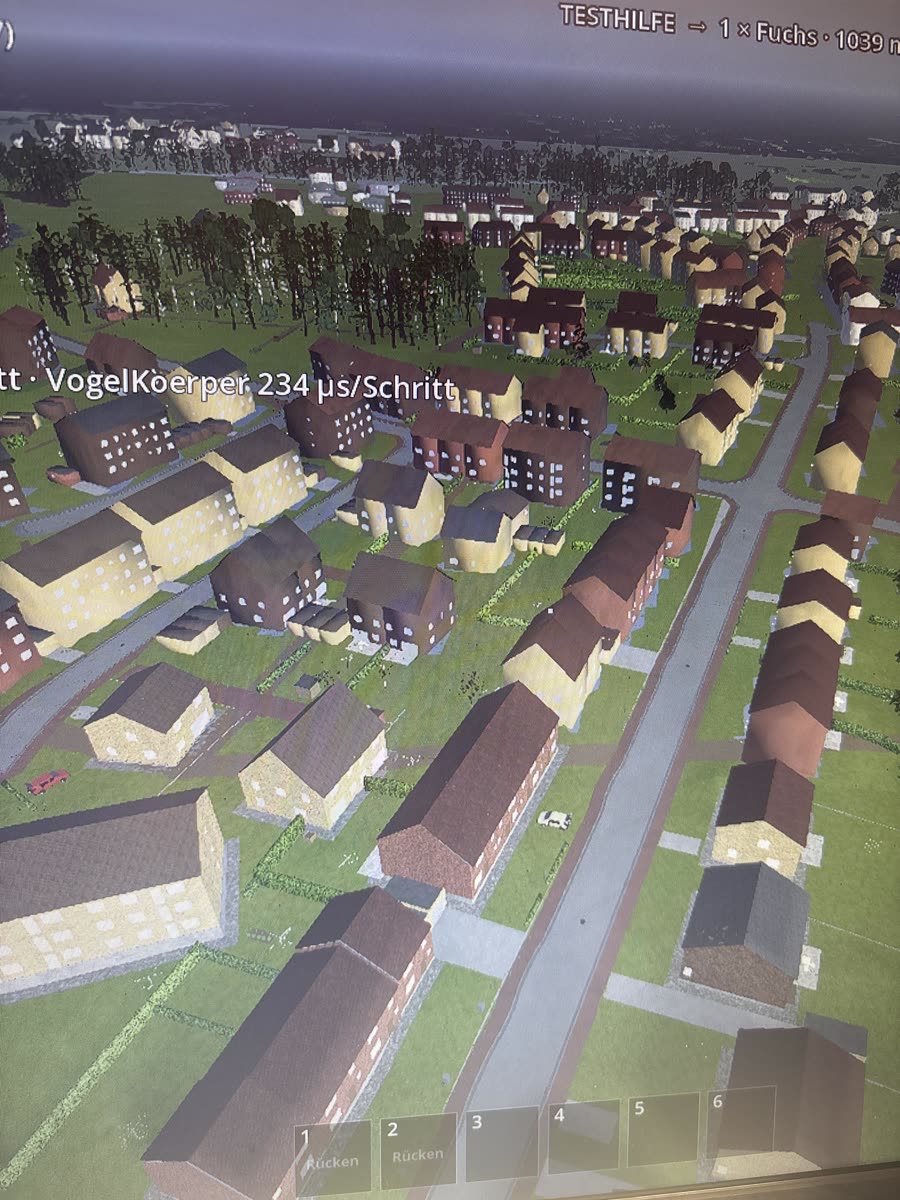 /)
TESTHILFE → 1 × Fuchs · 1039 m
tt · VogelKoerper 234 µs/Schritt
1 2 3 4 5 6
Rücken Rücken